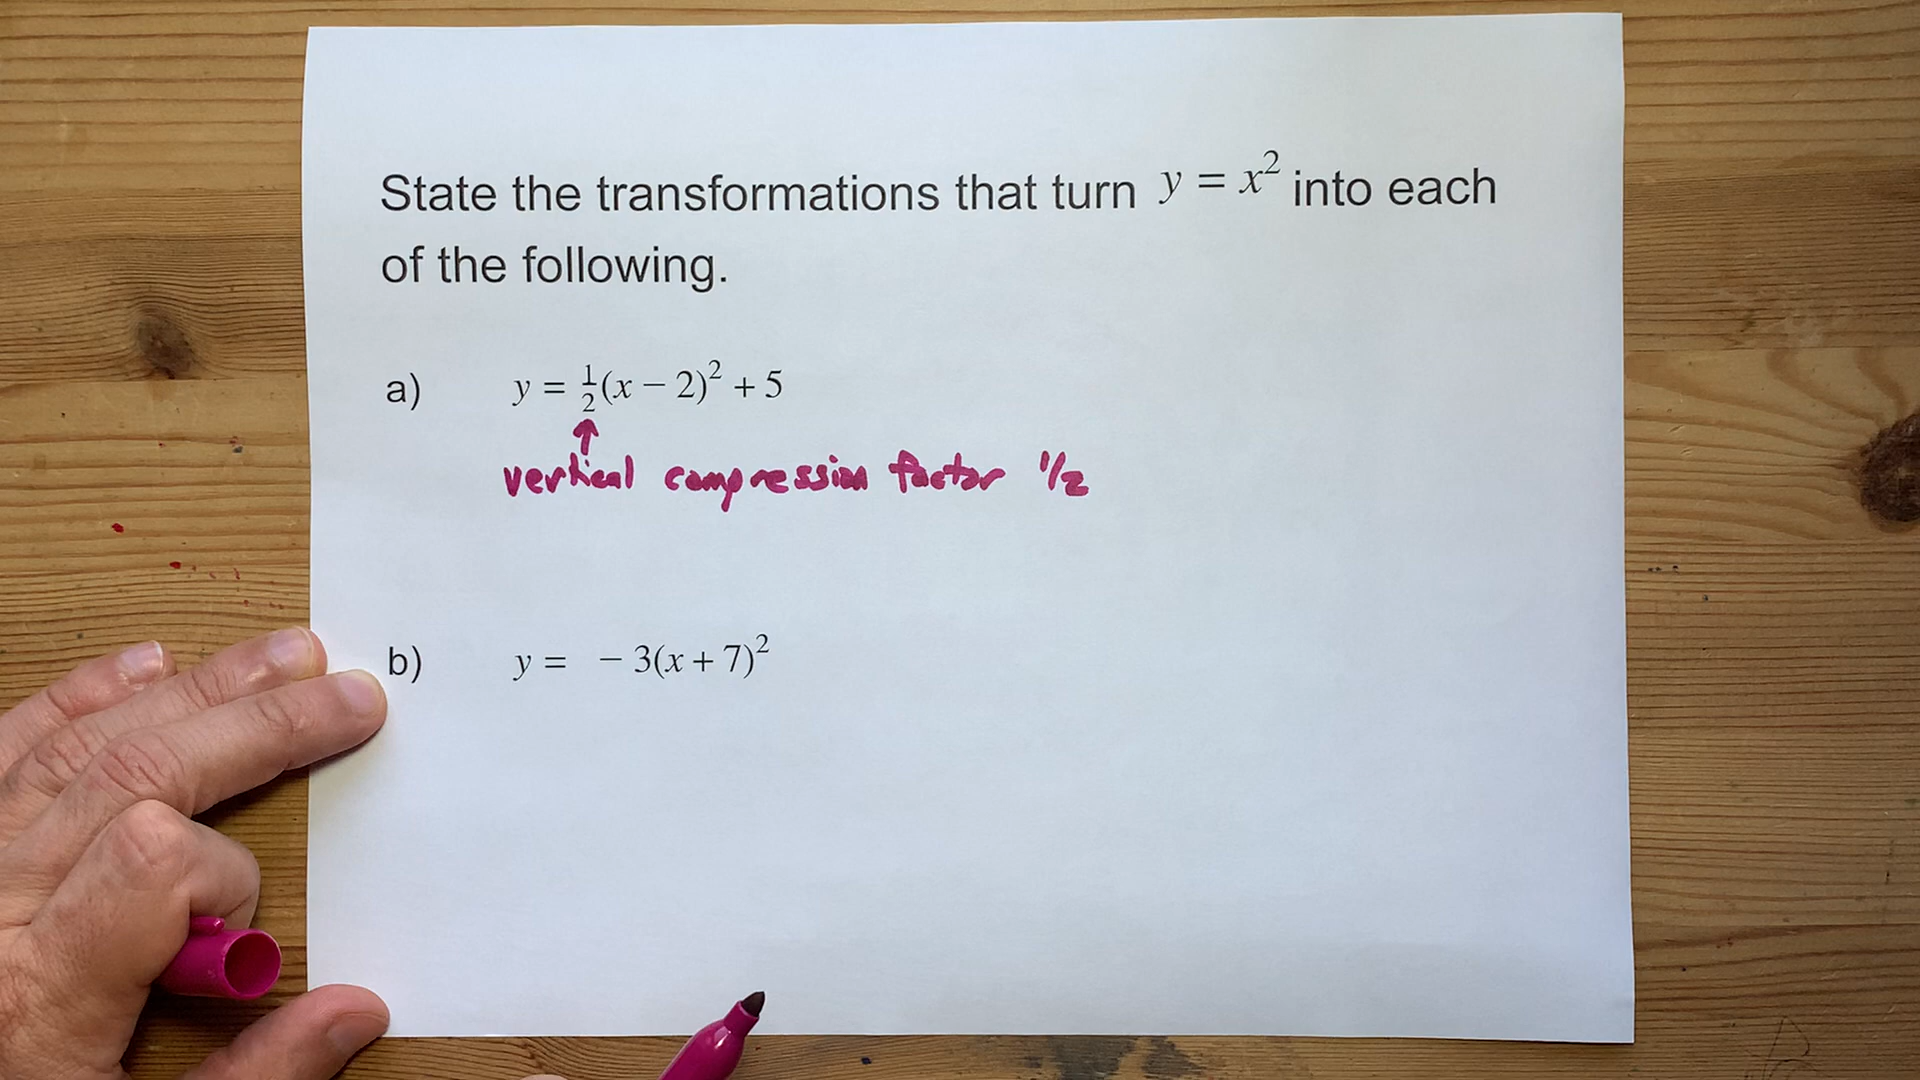 State the transformations that turn y = x² into each
of the following.
a) y = ½(x − 2)² + 5
vertical compression factor 1/2
b) y = − 3(x + 7)²